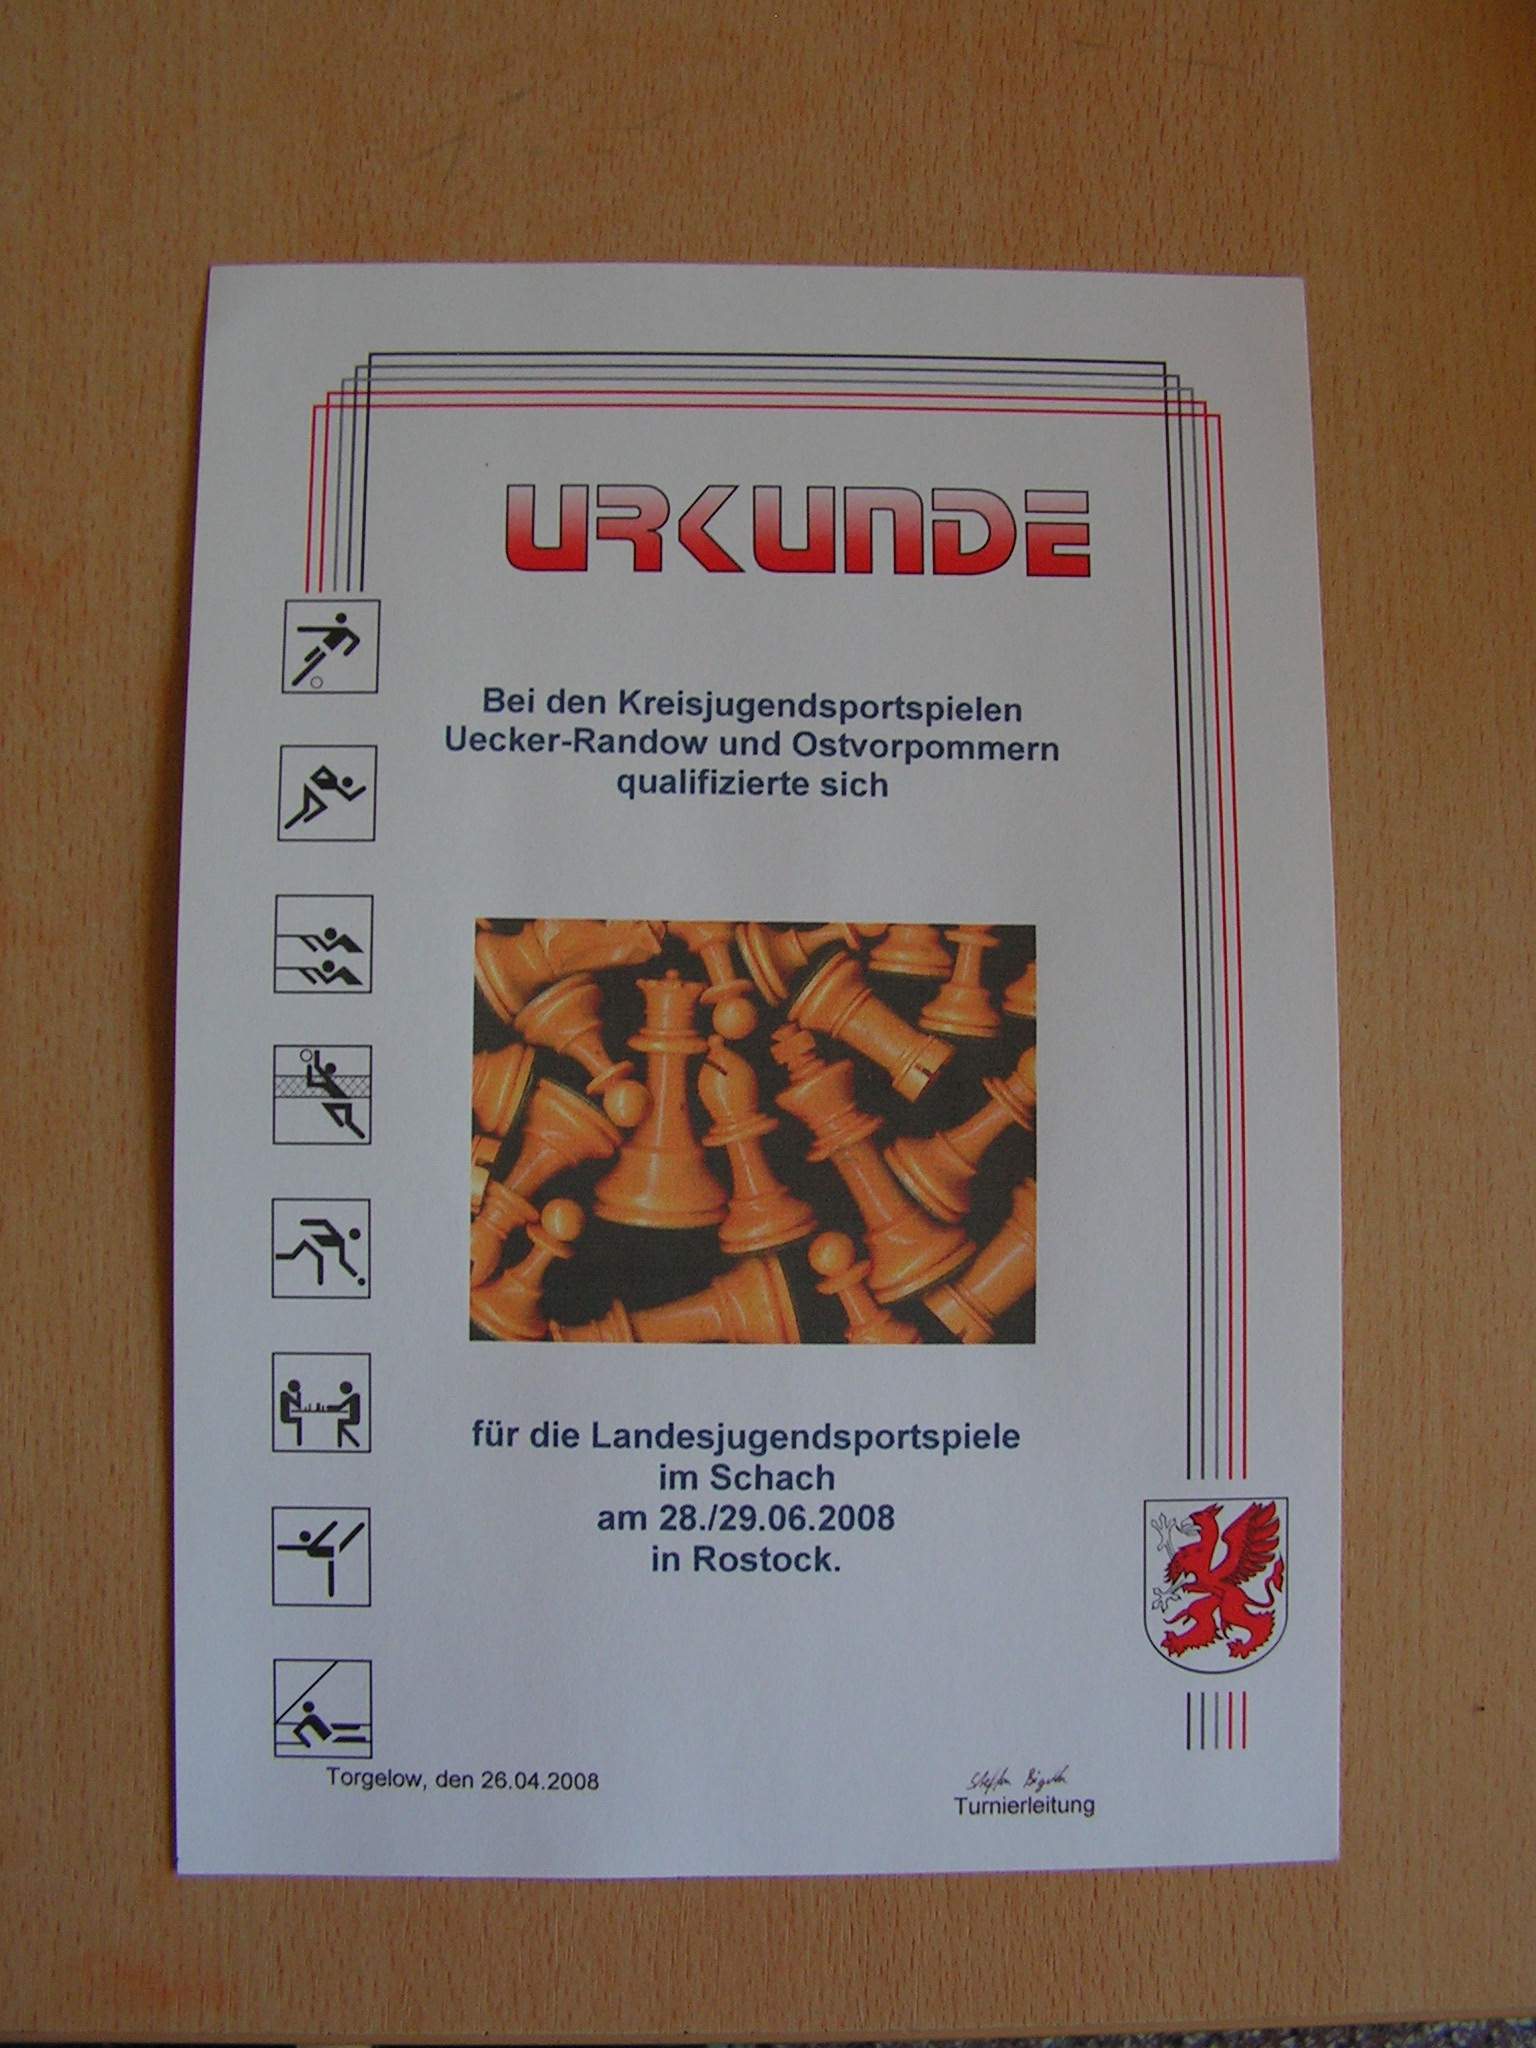 URKUNDE
Bei den Kreisjugendsportspielen
Uecker-Randow und Ostvorpommern
qualifizierte sich
für die Landesjugendsportspiele
im Schach
am 28./29.06.2008
in Rostock.
Torgelow, den 26.04.2008
Steffen
Turnierleitung